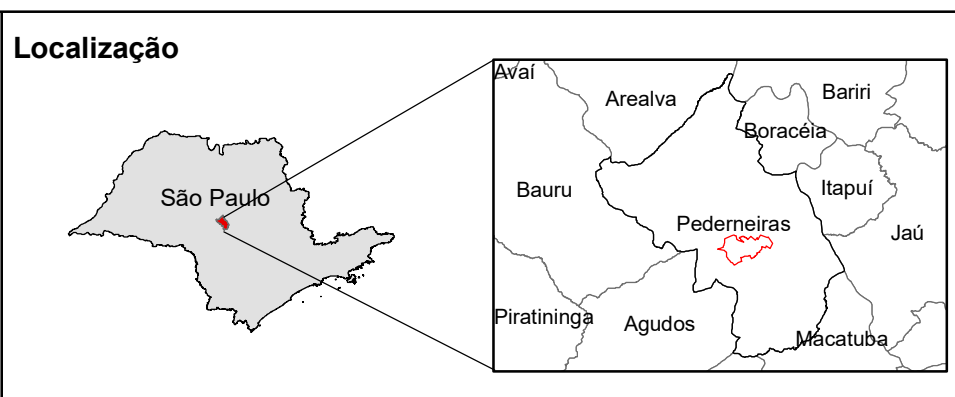 Localização
São Paulo
Avaí
Arealva
Bariri
Boracéia
Bauru
Itapuí
Pederneiras
Jaú
Piratininga
Agudos
Macatuba